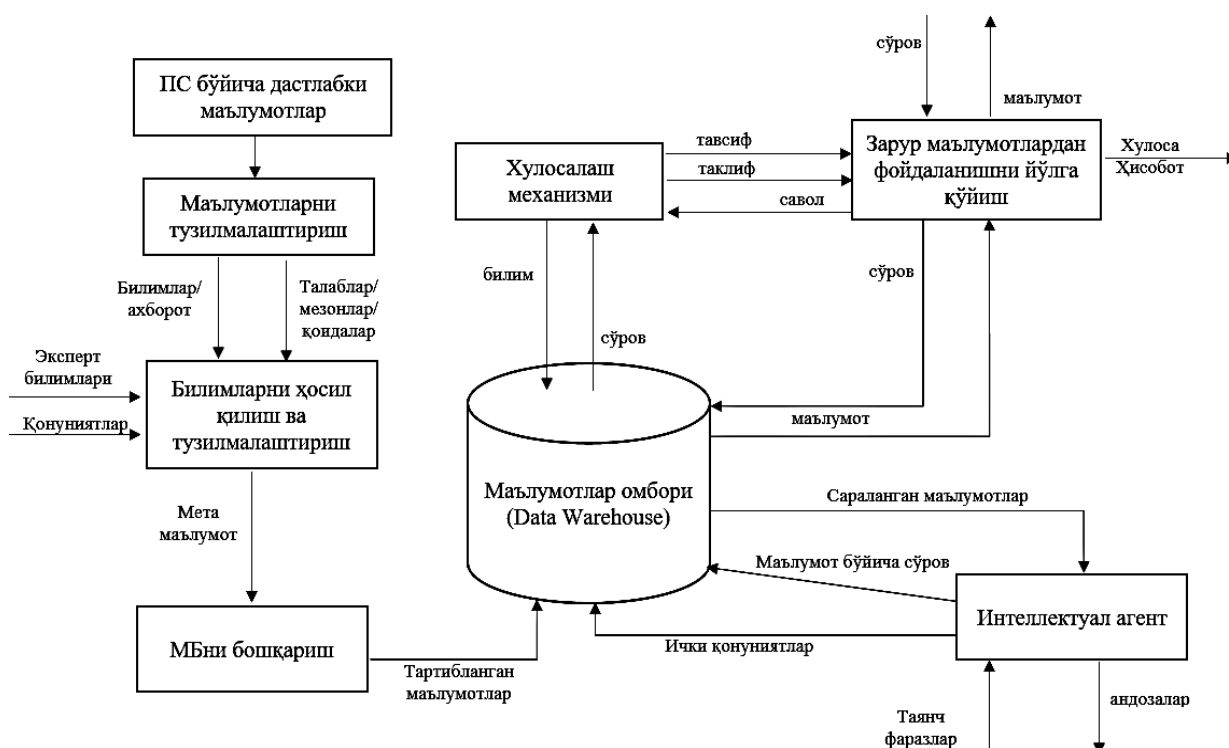 сўров
маълумот
ПС бўйича дастлабки
маълумотлар
Хулосалаш
механизми
тавсиф
таклиф
савол
Зарур маълумотлардан
фойдаланишни йўлга
қўйиш
Хулоса
Ҳисобот
Маълумотларни
тузилмалаштириш
Билимлар/
ахборот
Талаблар/
мезонлар/
қоидалар
билим
сўров
сўров
Эксперт
билимлари
Қонуниятлар
Билимларни ҳосил
қилиш ва
тузилмалаштириш
маълумот
Маълумотлар омбори
(Data Warehouse)
Сараланган маълумотлар
Мета
маълумот
Маълумот бўйича сўров
Интеллектуал агент
МБни бошқариш
Тартибланган
маълумотлар
Ички қонуниятлар
Таянч
фаразлар
андозалар